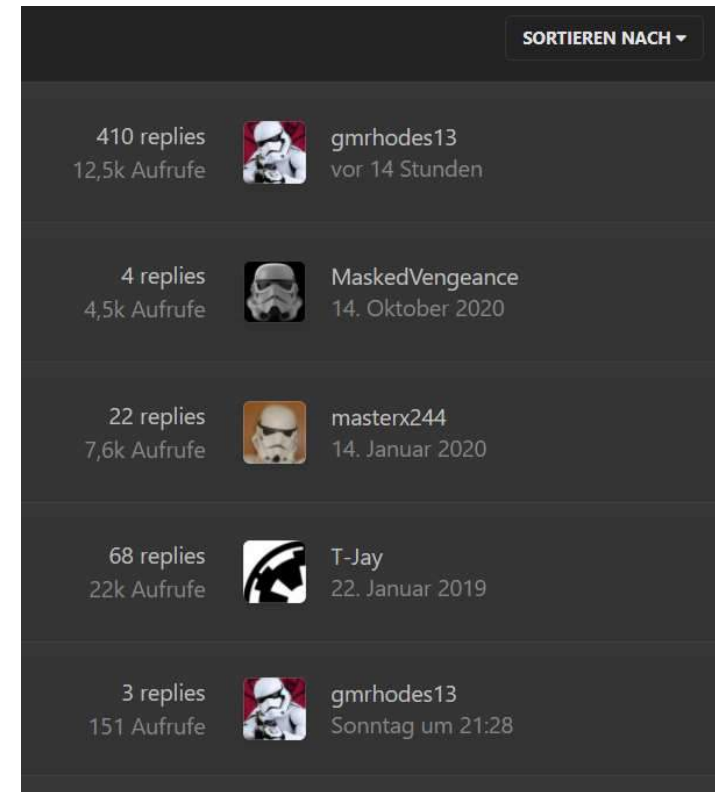 SORTIEREN NACH
410 replies
12,5k Aufrufe
gmrhodes13
vor 14 Stunden
4 replies
4,5k Aufrufe
MaskedVengeance
14. Oktober 2020
22 replies
7,6k Aufrufe
masterx244
14. Januar 2020
68 replies
22k Aufrufe
T-Jay
22. Januar 2019
3 replies
151 Aufrufe
gmrhodes13
Sonntag um 21:28